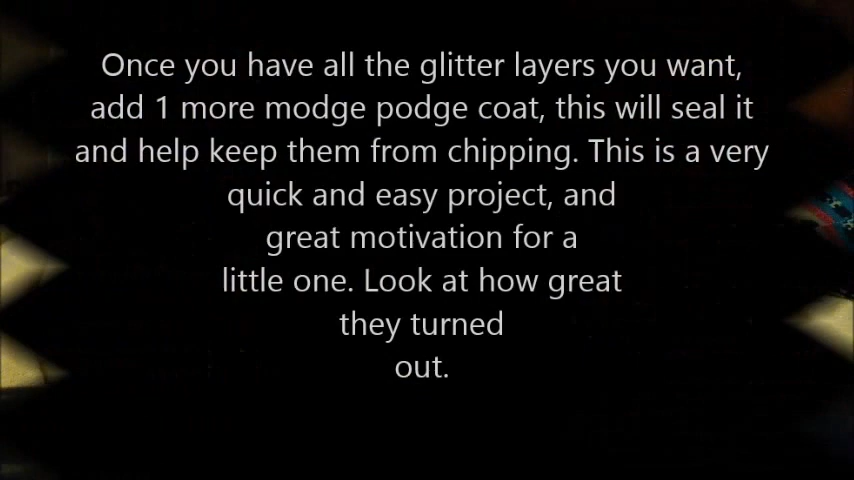 Once you have all the glitter layers you want,
add 1 more modge podge coat, this will seal it
and help keep them from chipping. This is a very
quick and easy project, and
great motivation for a
little one. Look at how great
they turned
out.